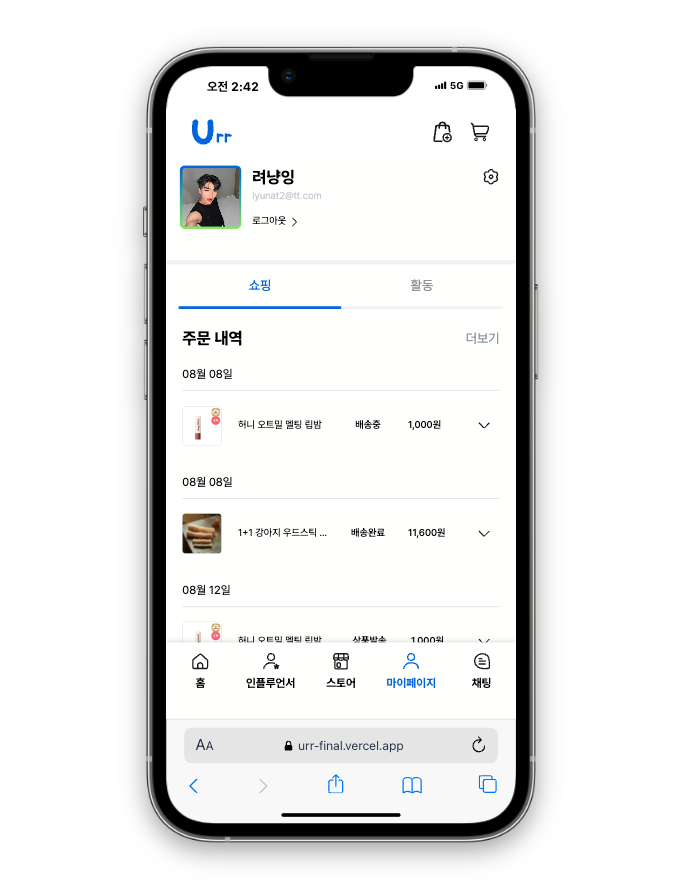 오전 2:42
5G
Urr
려냥잉
lyunat2@tt.com
로그아웃
쇼핑 활동
주문 내역 더보기
08월 08일
허니 오트밀 멜팅 립밤 배송중 1,000원
08월 08일
1+1 강아지 우드스틱 ... 배송완료 11,600원
08월 12일
허니 오트밀 멜팅 립밤 상품발송 1,000원
홈 인플루언서 스토어 마이페이지 채팅
AA urr-final.vercel.app